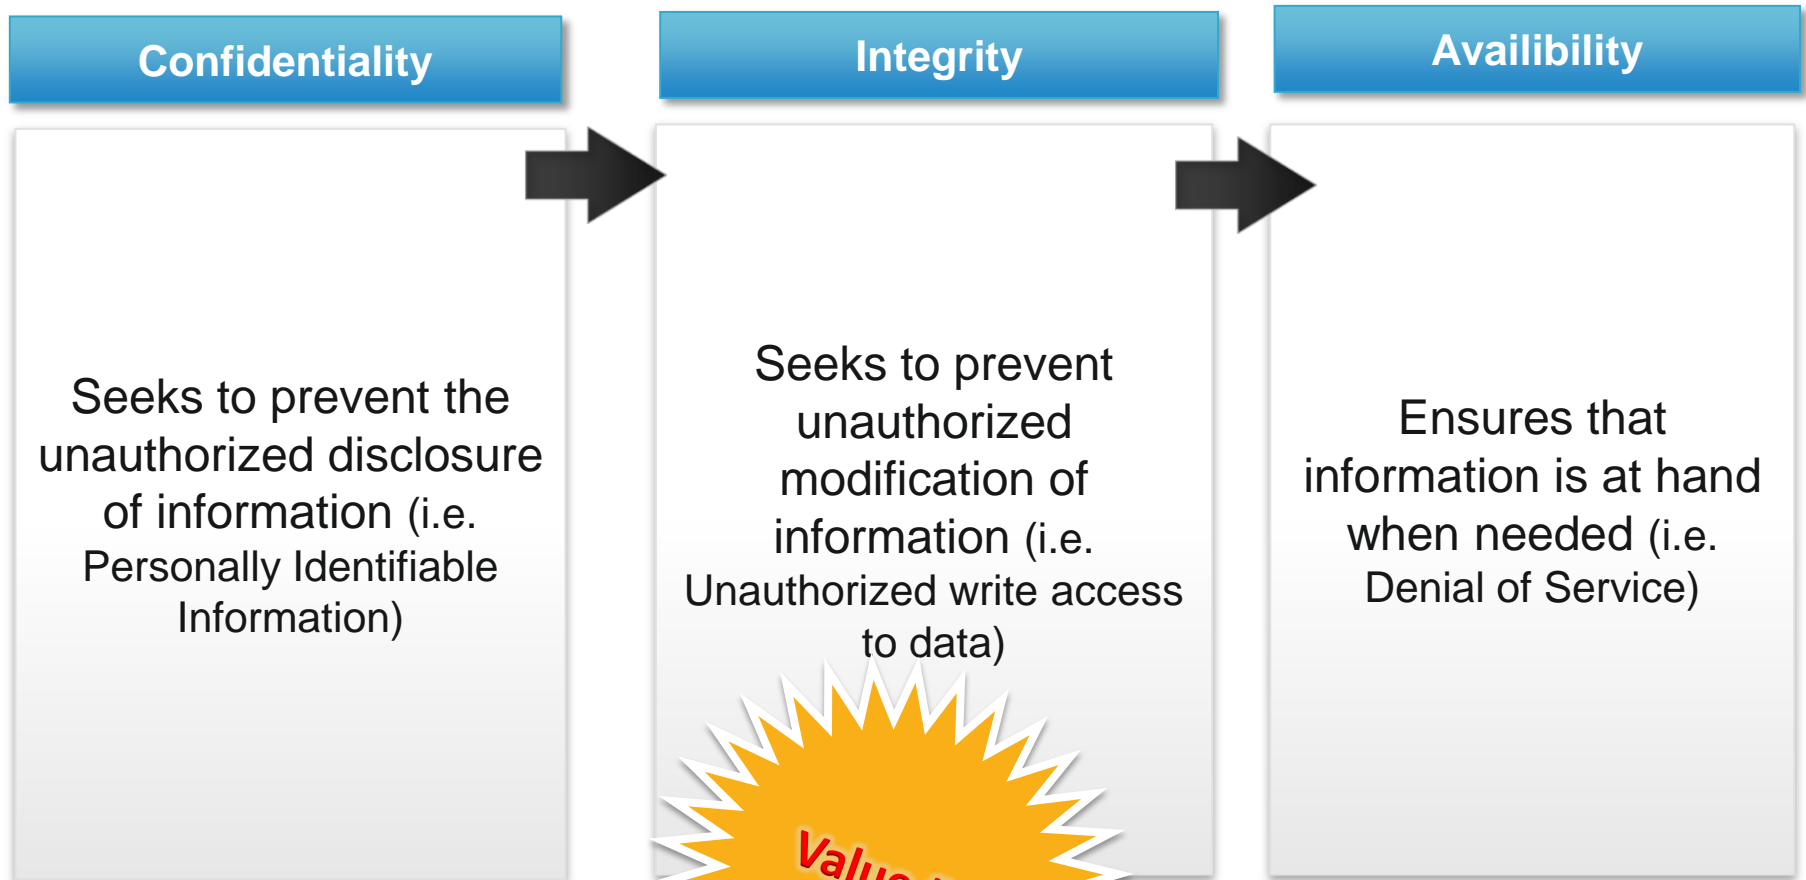 Confidentiality
Integrity
Availibility
Seeks to prevent the
unauthorized disclosure
of information (i.e.
Personally Identifiable
Information)
Seeks to prevent
unauthorized
modification of
information (i.e.
Unauthorized write access
to data)
Ensures that
information is at hand
when needed (i.e.
Denial of Service)
Value